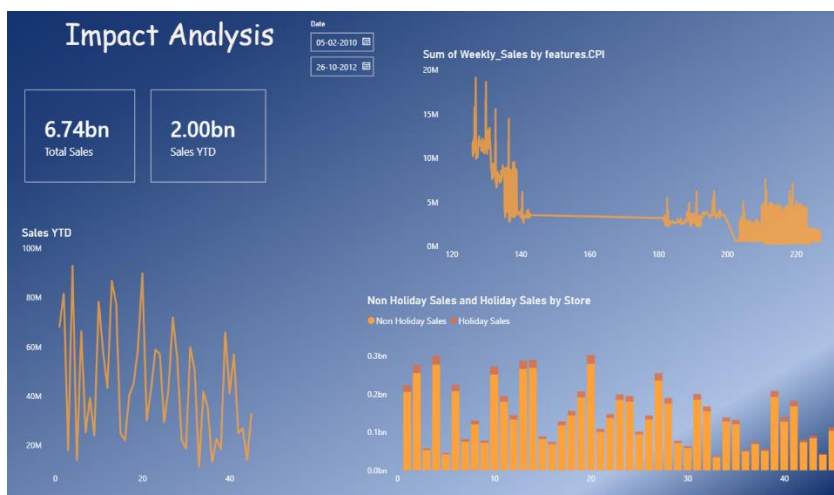 Impact Analysis
Date
05-02-2010
26-10-2012
6.74bn
Total Sales
2.00bn
Sales YTD
Sum of Weekly_Sales by features.CPI
20M
15M
10M
5M
0M
120 140 160 180 200 220
Sales YTD
100M
80M
60M
40M
20M
0 20 40
Non Holiday Sales and Holiday Sales by Store
Non Holiday Sales Holiday Sales
0.3bn
0.2bn
0.1bn
0.0bn
0 10 20 30 40